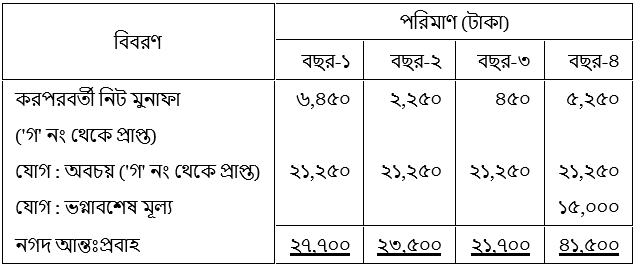 বিবরণ পরিমাণ (টাকা)
বছর-১ বছর-২ বছর-৩ বছর-৪
করপরবর্তী নিট মুনাফা ৬,৪৫০ ২,২৫০ ৪৫০ ৫,২৫০
('গ' নং থেকে প্রাপ্ত)
যোগ : অবচয় ('গ' নং থেকে প্রাপ্ত) ২১,২৫০ ২১,২৫০ ২১,২৫০ ২১,২৫০
যোগ : ভগ্নাবশেষ মূল্য ১৫,০০০
নগদ আন্তঃপ্রবাহ ২৭,৭০০ ২৩,৫০০ ২১,৭০০ ৪১,৫০০